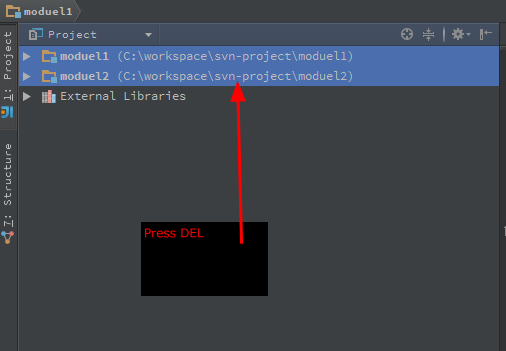 moduel1
1: Project
Project
moduel1 (C:\workspace\svn-project\moduel1)
moduel2 (C:\workspace\svn-project\moduel2)
External Libraries
7: Structure
Press DEL